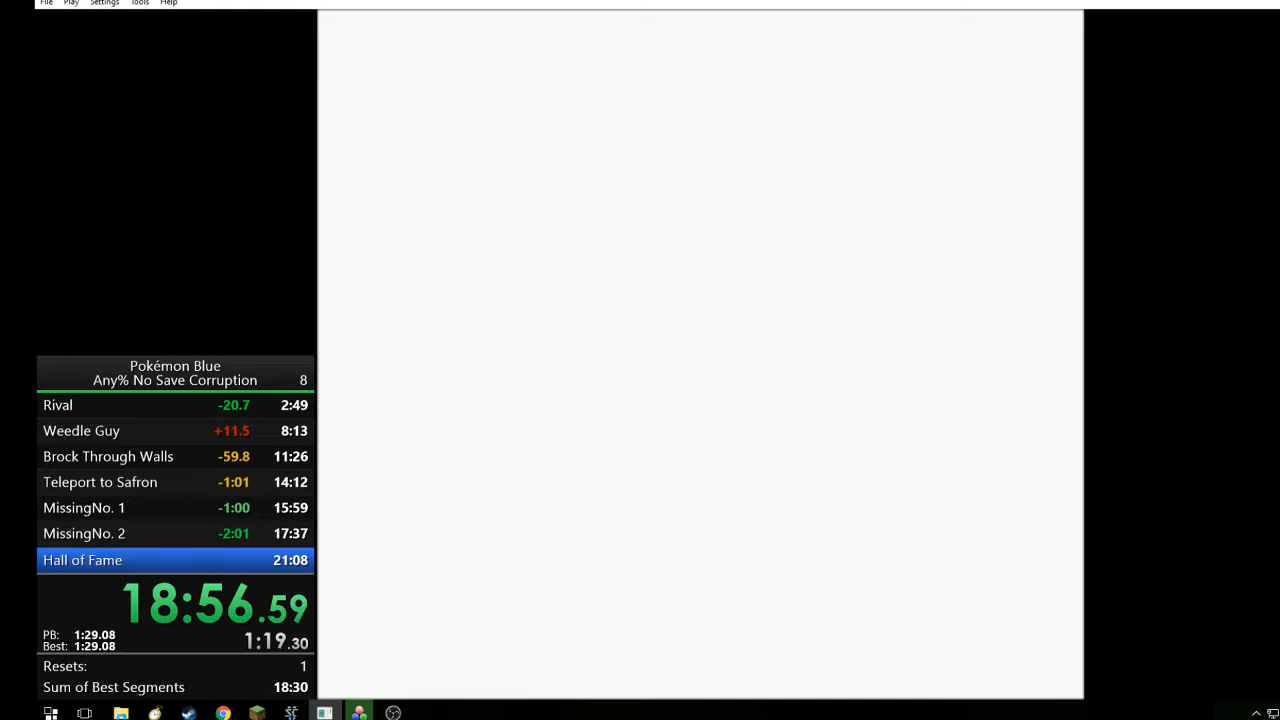 File Play Settings Tools Help
Pokémon Blue
Any% No Save Corruption 8
Rival -20.7 2:49
Weedle Guy +11.5 8:13
Brock Through Walls -59.8 11:26
Teleport to Safron -1:01 14:12
MissingNo. 1 -1:00 15:59
MissingNo. 2 -2:01 17:37
Hall of Fame 21:08
18:56.59
PB: 1:29.08
Best: 1:29.08
1:19.30
Resets: 1
Sum of Best Segments 18:30